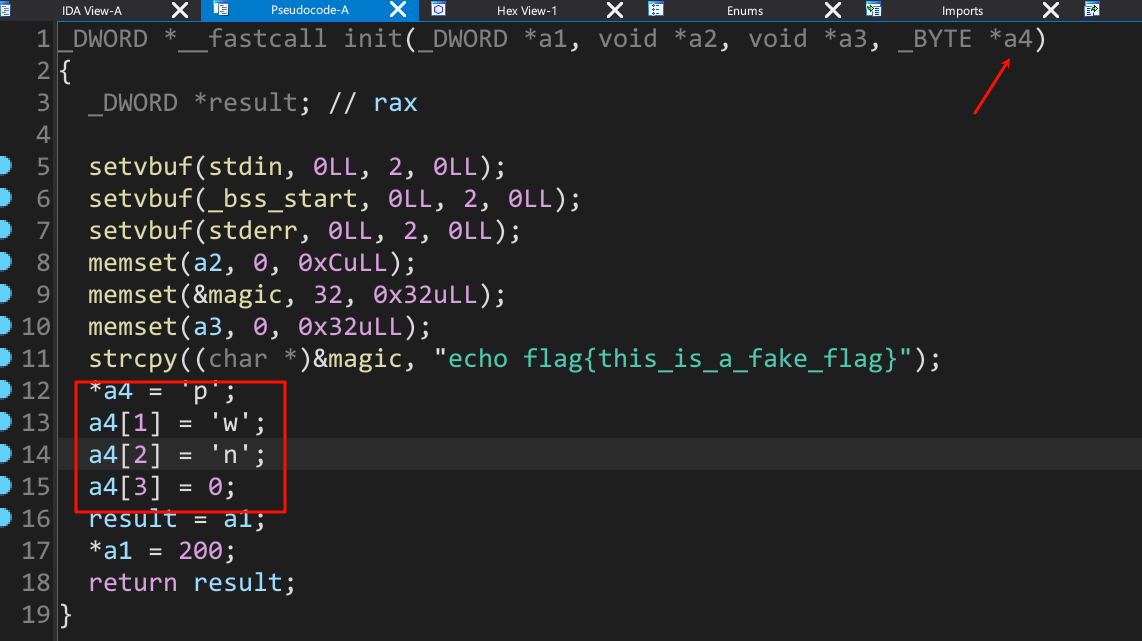 IDA View-A Pseudocode-A Hex View-1 Enums Imports
1 _DWORD *__fastcall init(_DWORD *a1, void *a2, void *a3, _BYTE *a4)
2 {
3 _DWORD *result; // rax
4
5 setvbuf(stdin, 0LL, 2, 0LL);
6 setvbuf(_bss_start, 0LL, 2, 0LL);
7 setvbuf(stderr, 0LL, 2, 0LL);
8 memset(a2, 0, 0xCuLL);
9 memset(&magic, 32, 0x32uLL);
10 memset(a3, 0, 0x32uLL);
11 strcpy((char *)&magic, "echo flag{this_is_a_fake_flag}");
12 *a4 = 'p';
13 a4[1] = 'w';
14 a4[2] = 'n';
15 a4[3] = 0;
16 result = a1;
17 *a1 = 200;
18 return result;
19 }